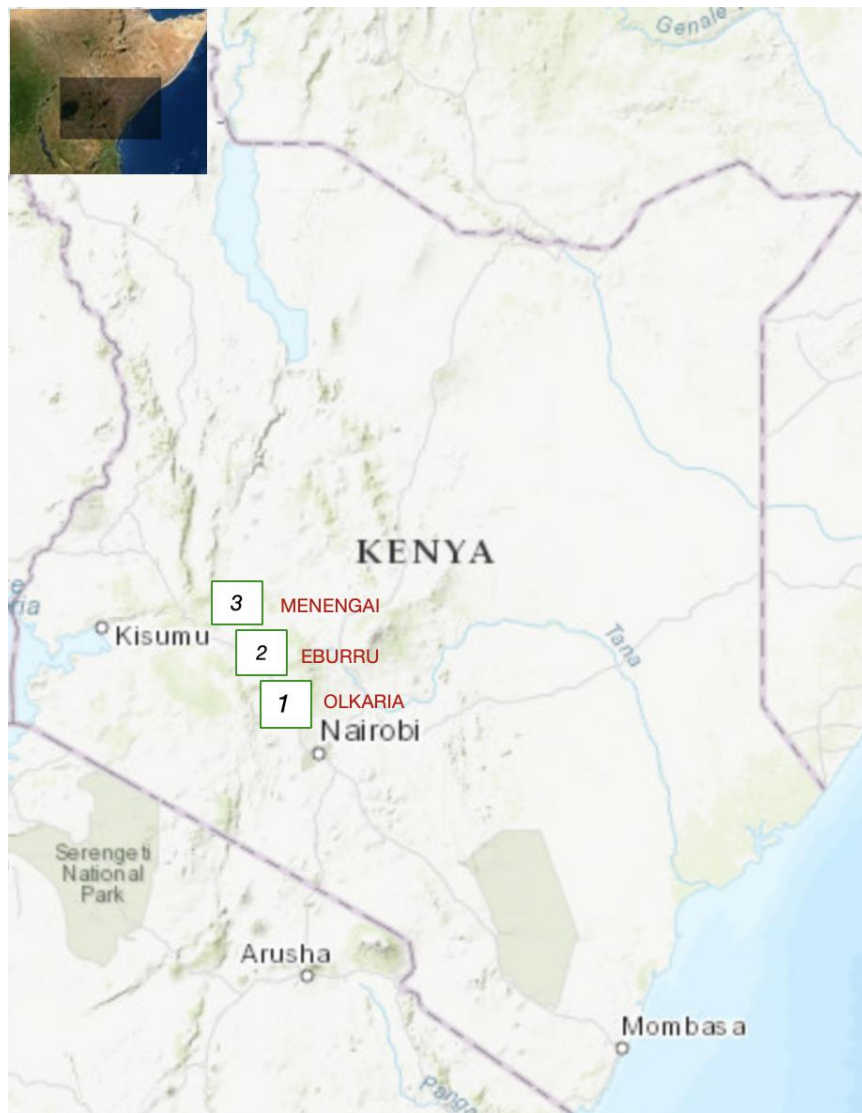 Genale
KENYA
3
MENENGAI
Kisumu
2
EBURRU
Tana
1
OLKARIA
Nairobi
Serengeti
National
Park
Arusha
Mombasa